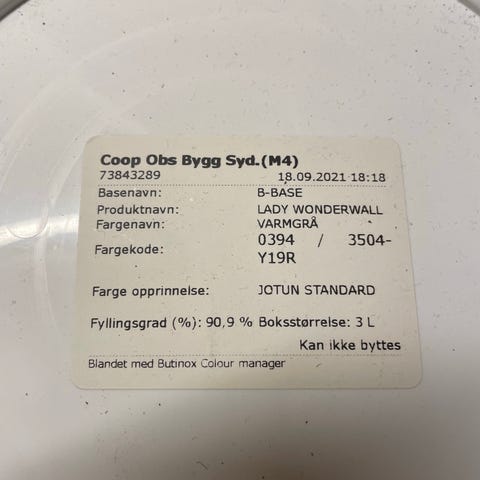 Coop Obs Bygg Syd.(M4)
73843289 18.09.2021 18:18
Basenavn: B-BASE
Produktnavn: LADY WONDERWALL
Fargenavn: VARMGRÅ
Fargekode: 0394 / 3504-
Y19R
Farge opprinnelse: JOTUN STANDARD
Fyllingsgrad (%): 90,9 % Boksstørrelse: 3 L
Kan ikke byttes
Blandet med Butinox Colour manager